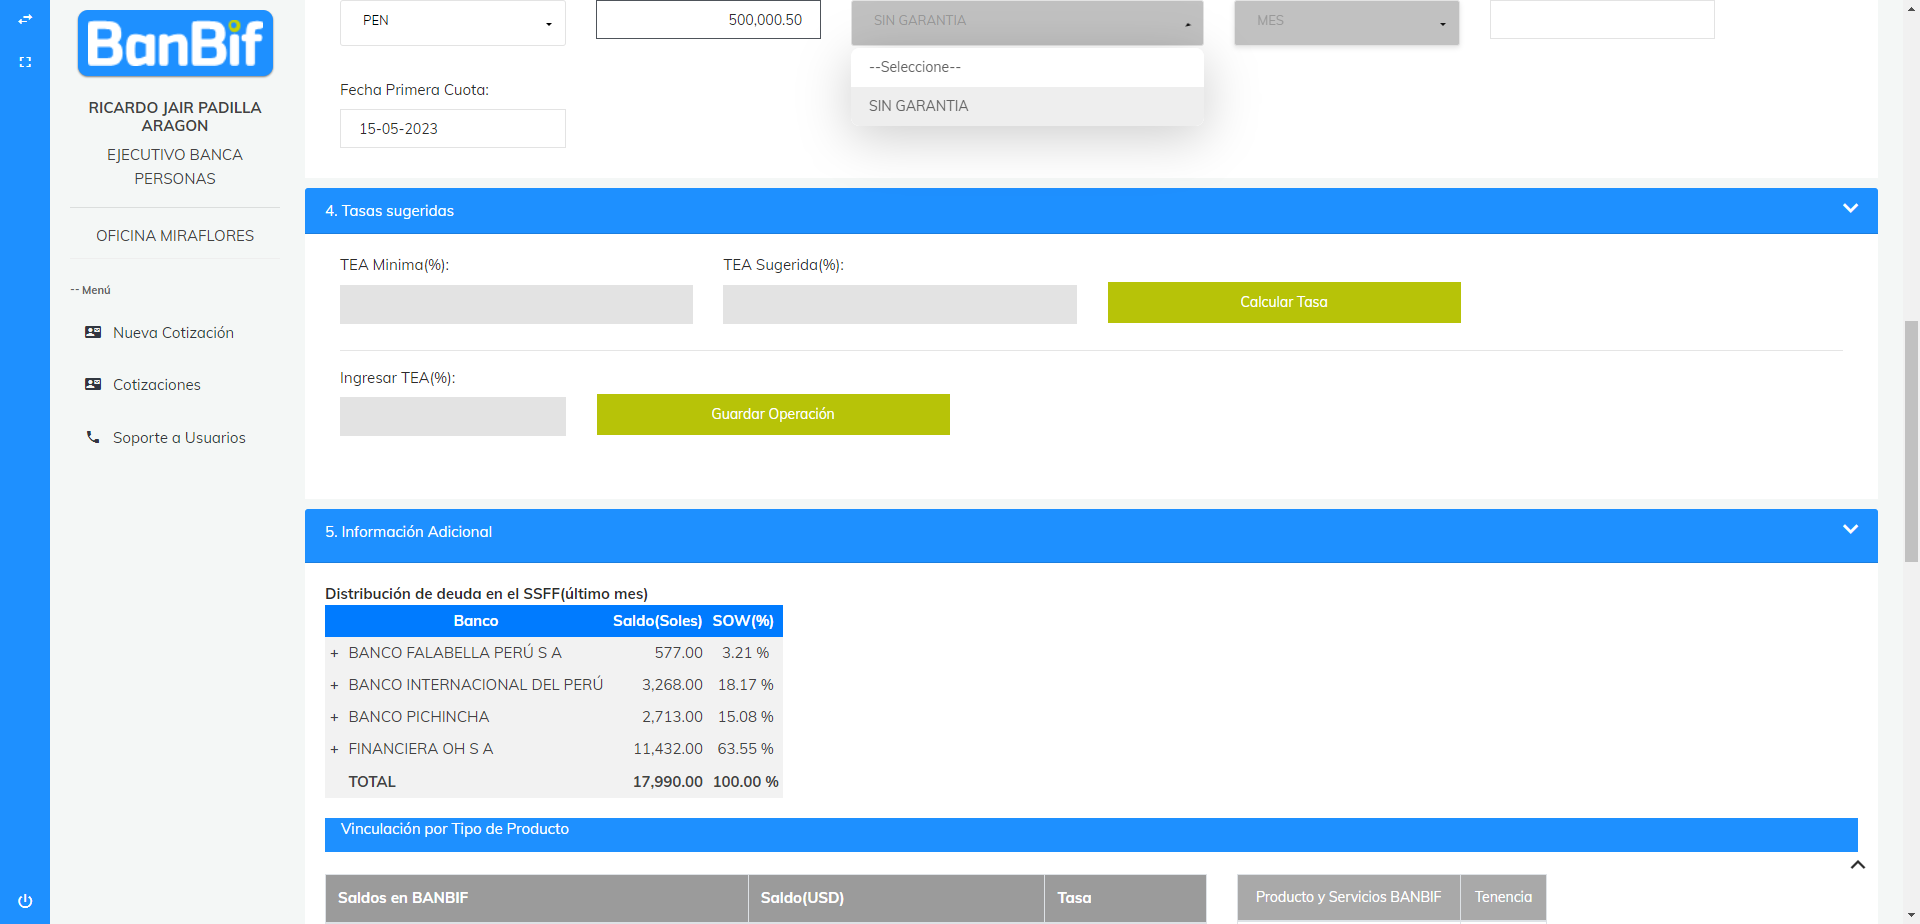 BanBif
RICARDO JAIR PADILLA
ARAGON
EJECUTIVO BANCA
PERSONAS
OFICINA MIRAFLORES
-- Menú
Nueva Cotización
Cotizaciones
Soporte a Usuarios
PEN
500,000.50
SIN GARANTIA
MES
--Seleccione--
SIN GARANTIA
Fecha Primera Cuota:
15-05-2023
4. Tasas sugeridas
TEA Minima(%):
TEA Sugerida(%):
Calcular Tasa
Ingresar TEA(%):
Guardar Operación
5. Información Adicional
Distribución de deuda en el SSFF(último mes)
Banco Saldo(Soles) SOW(%)
+ BANCO FALABELLA PERÚ S A 577.00 3.21 %
+ BANCO INTERNACIONAL DEL PERÚ 3,268.00 18.17 %
+ BANCO PICHINCHA 2,713.00 15.08 %
+ FINANCIERA OH S A 11,432.00 63.55 %
TOTAL 17,990.00 100.00 %
Vinculación por Tipo de Producto
Saldos en BANBIF Saldo(USD) Tasa
Producto y Servicios BANBIF Tenencia